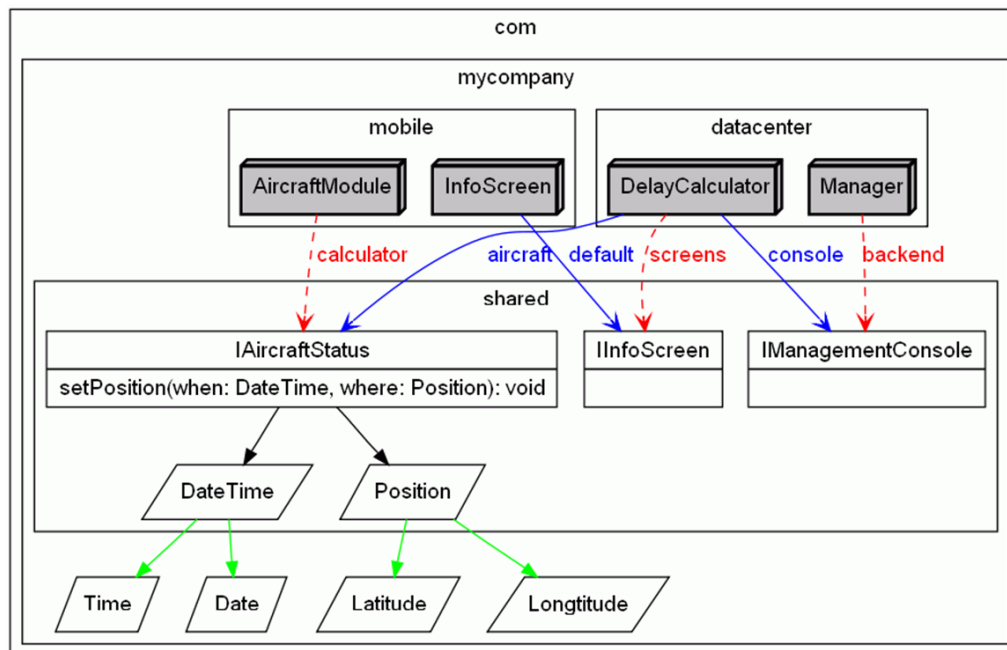 com
mycompany
mobile
datacenter
AircraftModule
InfoScreen
DelayCalculator
Manager
calculator
aircraft
default
screens
console
backend
shared
IAircraftStatus
IInfoScreen
IManagementConsole
setPosition(when: DateTime, where: Position): void
DateTime
Position
Time
Date
Latitude
Longtitude